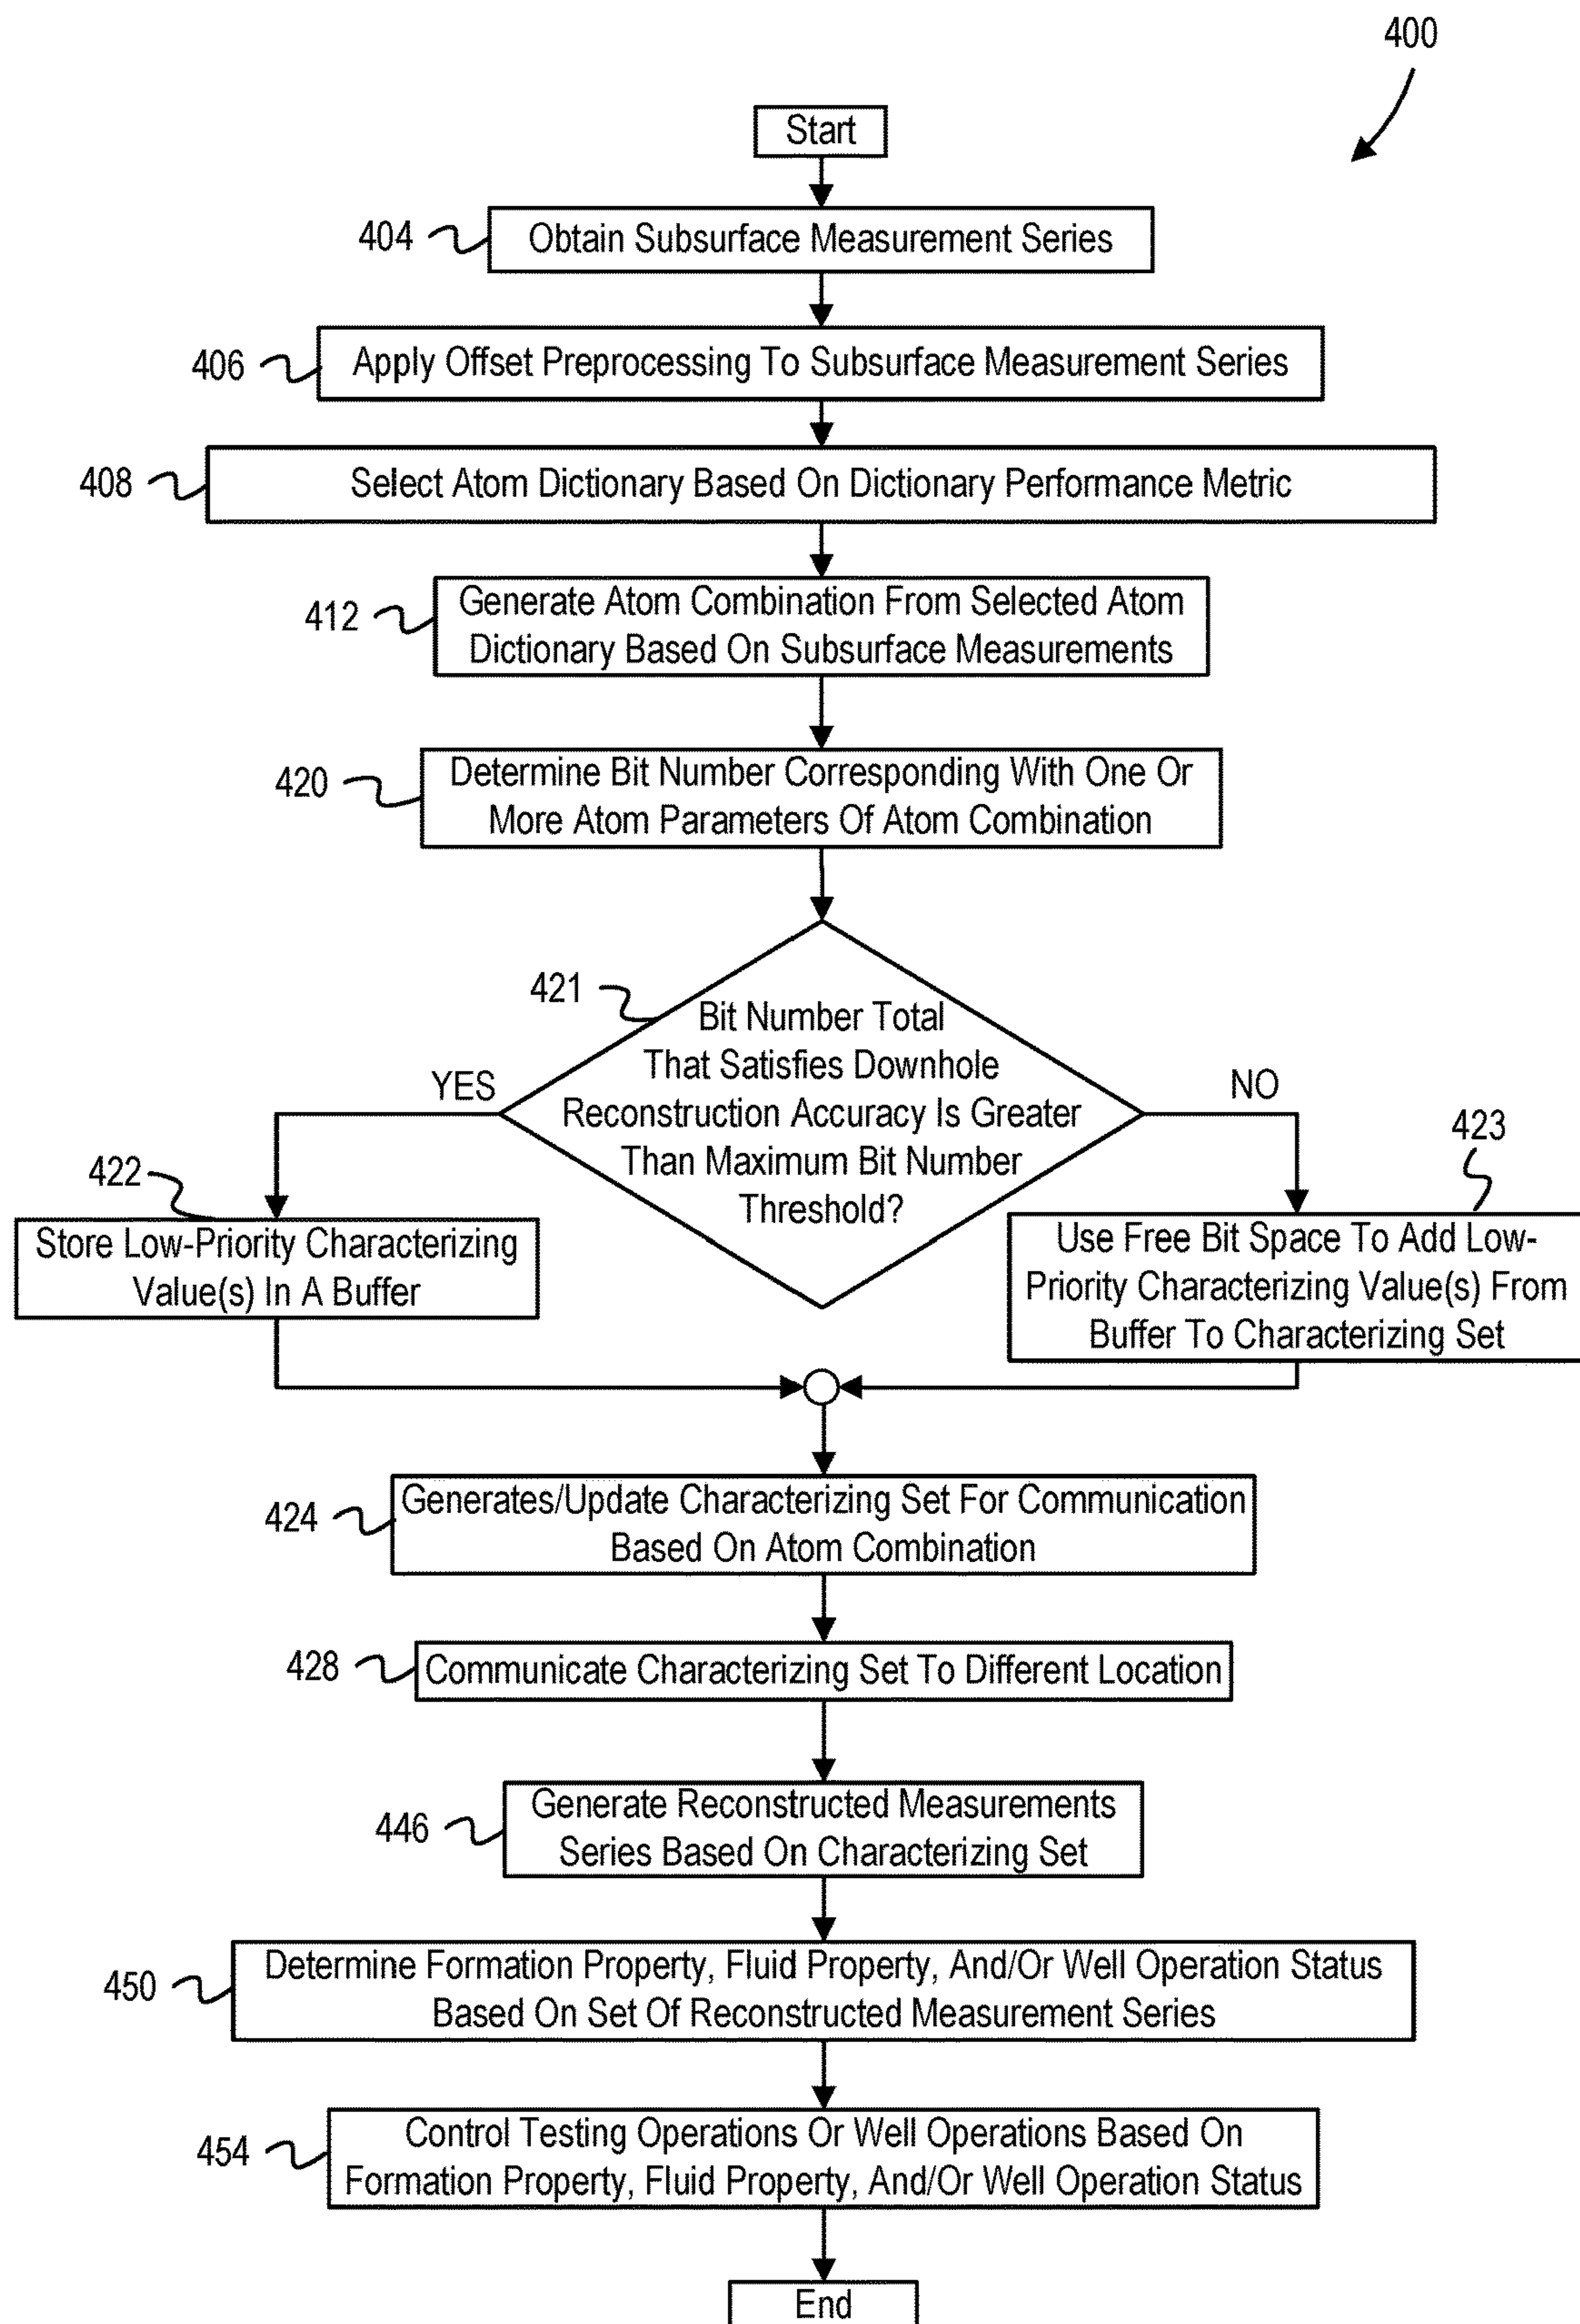 400
Start
404
Obtain Subsurface Measurement Series
406
Apply Offset Preprocessing To Subsurface Measurement Series
408
Select Atom Dictionary Based On Dictionary Performance Metric
412
Generate Atom Combination From Selected Atom
Dictionary Based On Subsurface Measurements
420
Determine Bit Number Corresponding With One Or
More Atom Parameters Of Atom Combination
421
Bit Number Total
That Satisfies Downhole
Reconstruction Accuracy Is Greater
Than Maximum Bit Number
Threshold?
YES
NO
422
Store Low-Priority Characterizing
Value(s) In A Buffer
423
Use Free Bit Space To Add Low-
Priority Characterizing Value(s) From
Buffer To Characterizing Set
424
Generates/Update Characterizing Set For Communication
Based On Atom Combination
428
Communicate Characterizing Set To Different Location
446
Generate Reconstructed Measurements
Series Based On Characterizing Set
450
Determine Formation Property, Fluid Property, And/Or Well Operation Status
Based On Set Of Reconstructed Measurement Series
454
Control Testing Operations Or Well Operations Based On
Formation Property, Fluid Property, And/Or Well Operation Status
End